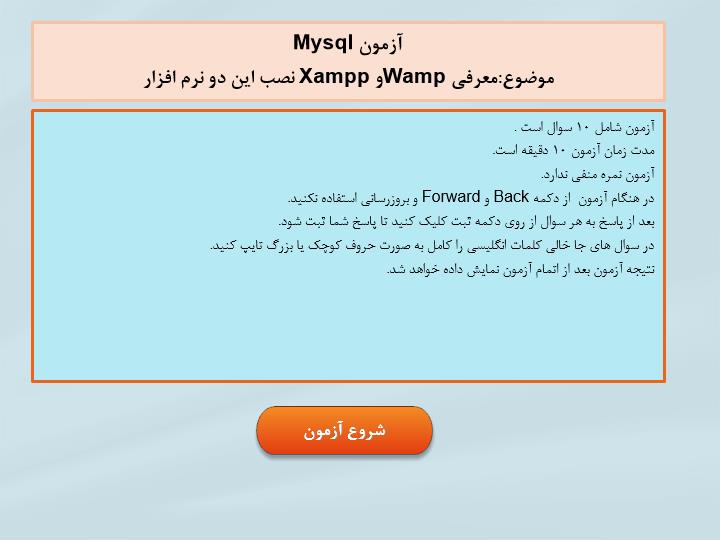 آزمون Mysql
موضوع:معرفی Wampو Xampp نصب این دو نرم افزار
آزمون شامل ۱۰ سوال است .
مدت زمان آزمون ۱۰ دقیقه است.
آزمون نمره منفی ندارد.
در هنگام آزمون از دکمه Back و Forward و بروزرسانی استفاده نکنید.
بعد از پاسخ به هر سوال از روی دکمه ثبت کلیک کنید تا پاسخ شما ثبت شود.
در سوال های جا خالی کلمات انگلیسی را کامل به صورت حروف کوچک یا بزرگ تایپ کنید.
نتیجه آزمون بعد از اتمام آزمون نمایش داده خواهد شد.
شروع آزمون